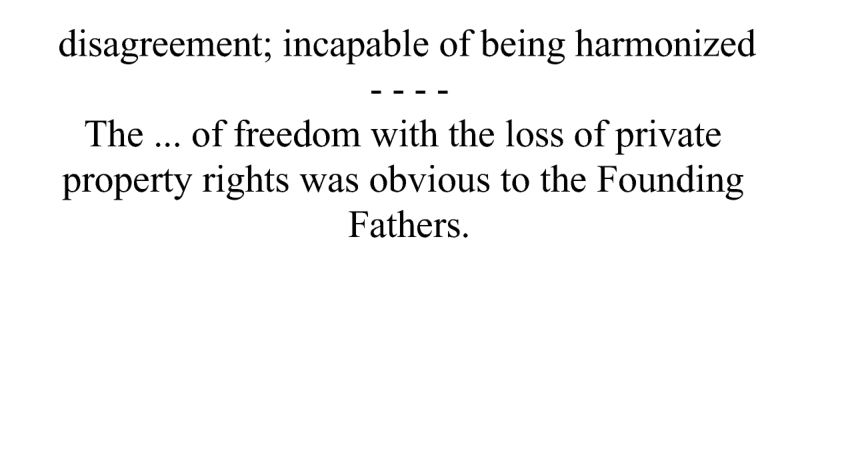 disagreement; incapable of being harmonized
- - - -
The ... of freedom with the loss of private
property rights was obvious to the Founding
Fathers.